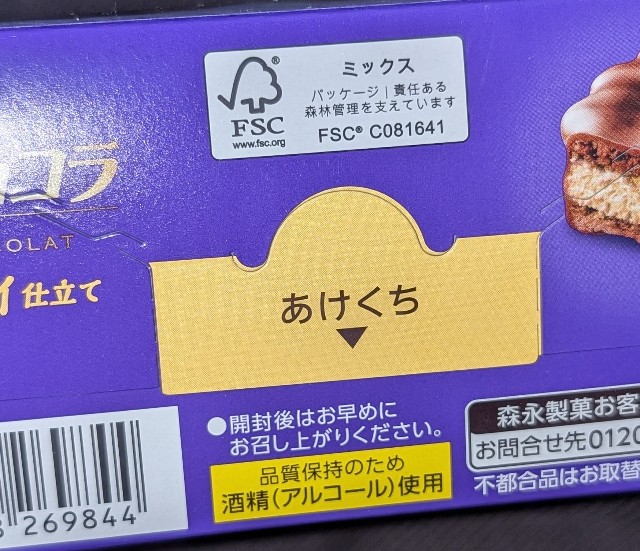 FSC®
www.fsc.org
ミックス
パッケージ|責任ある
森林管理を支えています
FSC® C081641
コラ
OLAT
仕立て
あけくち
▼
●開封後はお早めに
お召し上がりください。
品質保持のため
酒精(アルコール)使用
森永製菓お客
お問合せ先0120
不都合品はお取替
269844